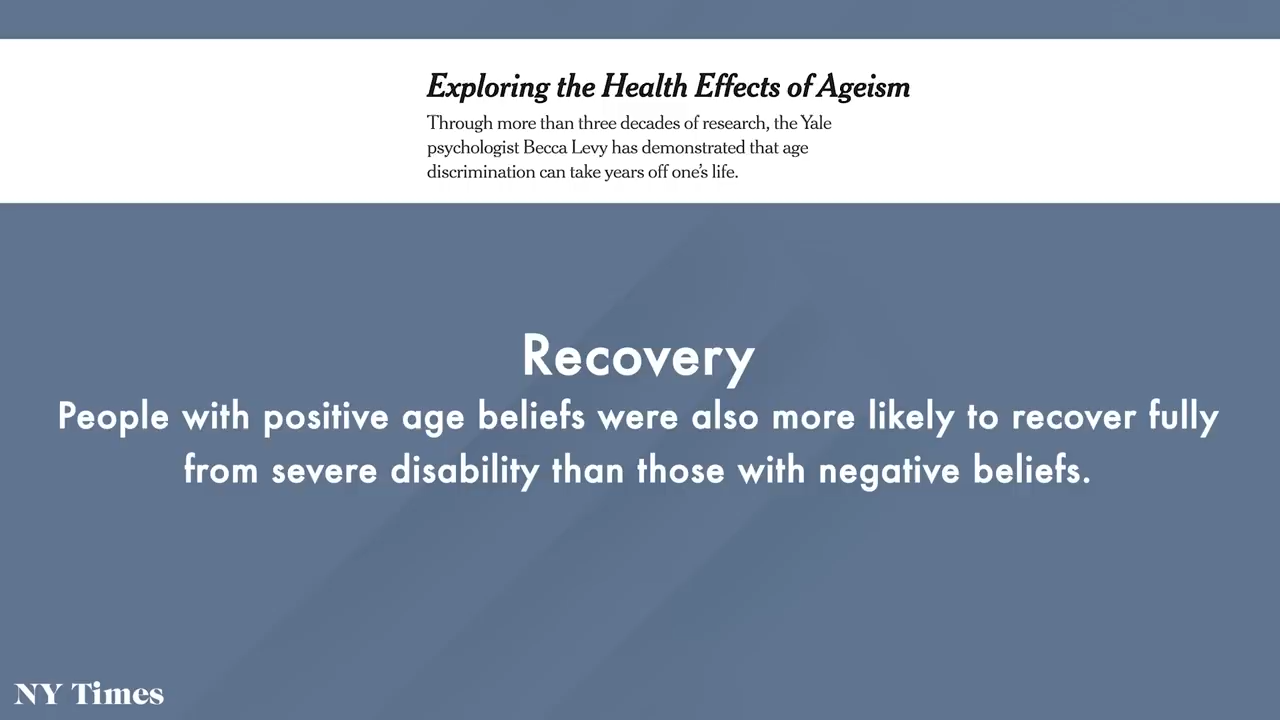 Exploring the Health Effects of Ageism
Through more than three decades of research, the Yale
psychologist Becca Levy has demonstrated that age
discrimination can take years off one’s life.
Recovery
People with positive age beliefs were also more likely to recover fully
from severe disability than those with negative beliefs.
NY Times